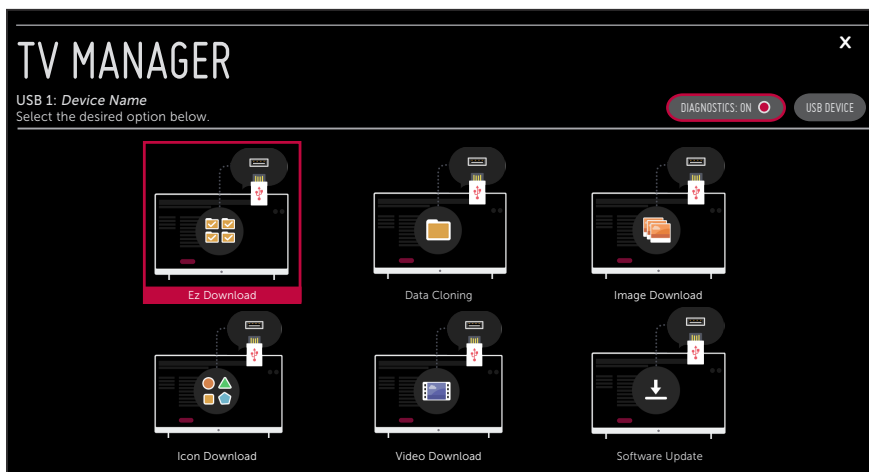 TV MANAGER
X
USB 1: Device Name
Select the desired option below.
DIAGNOSTICS: ON
USB DEVICE
Ez Download
Data Cloning
Image Download
Icon Download
Video Download
Software Update